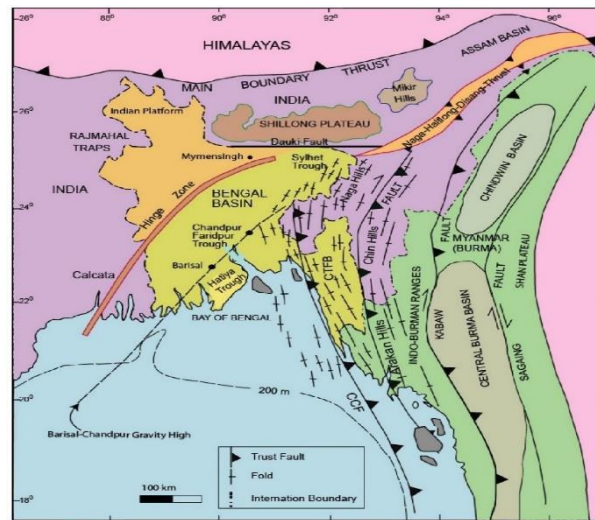 88°
90°
92°
94°
96°
HIMALAYAS
ASSAM BASIN
MAIN BOUNDARY THRUST
26°
26°
INDIA
Mikir
Hills
Indian Platform
SHILLONG PLATEAU
Naga-Haflong-Disang-Thrust
RAJMAHAL
TRAPS
Dauki Fault
Mymensingh
Sylhet
Trough
INDIA
Hinge Zone
BENGAL
BASIN
Naga Hills
FAULT
CHINDWIN BASIN
24°
24°
Chandpur
Faridpur
Trough
Chin Hills
FAULT
MYANMAR
(BURMA)
FAULT
SHAN PLATEAU
Barisal
Calcata
Hatiya
Trough
CTFB
22°
22°
BAY OF BENGAL
Arakan Hills
INDO-BURMAN RANGES
KABAW
CENTRAL BURMA BASIN
SAGAING
200 m
20°
20°
CCF
Barisal-Chandpur Gravity High
Trust Fault
Fold
Internation Boundary
100 km
18°
18°